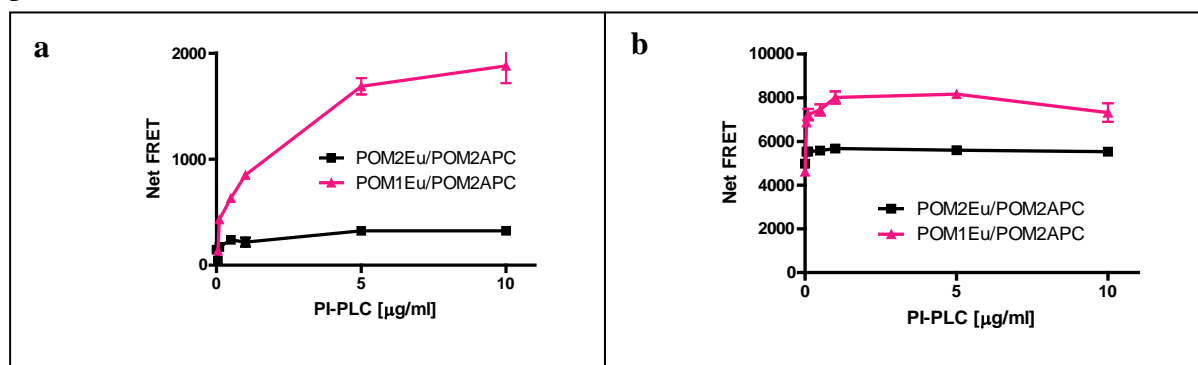 a
2000
1000
0
Net FRET
POM2Eu/POM2APC
POM1Eu/POM2APC
0 5 10
PI-PLC [μg/ml]
b
10000
8000
6000
4000
2000
0
Net FRET
POM2Eu/POM2APC
POM1Eu/POM2APC
0 5 10
PI-PLC [μg/ml]